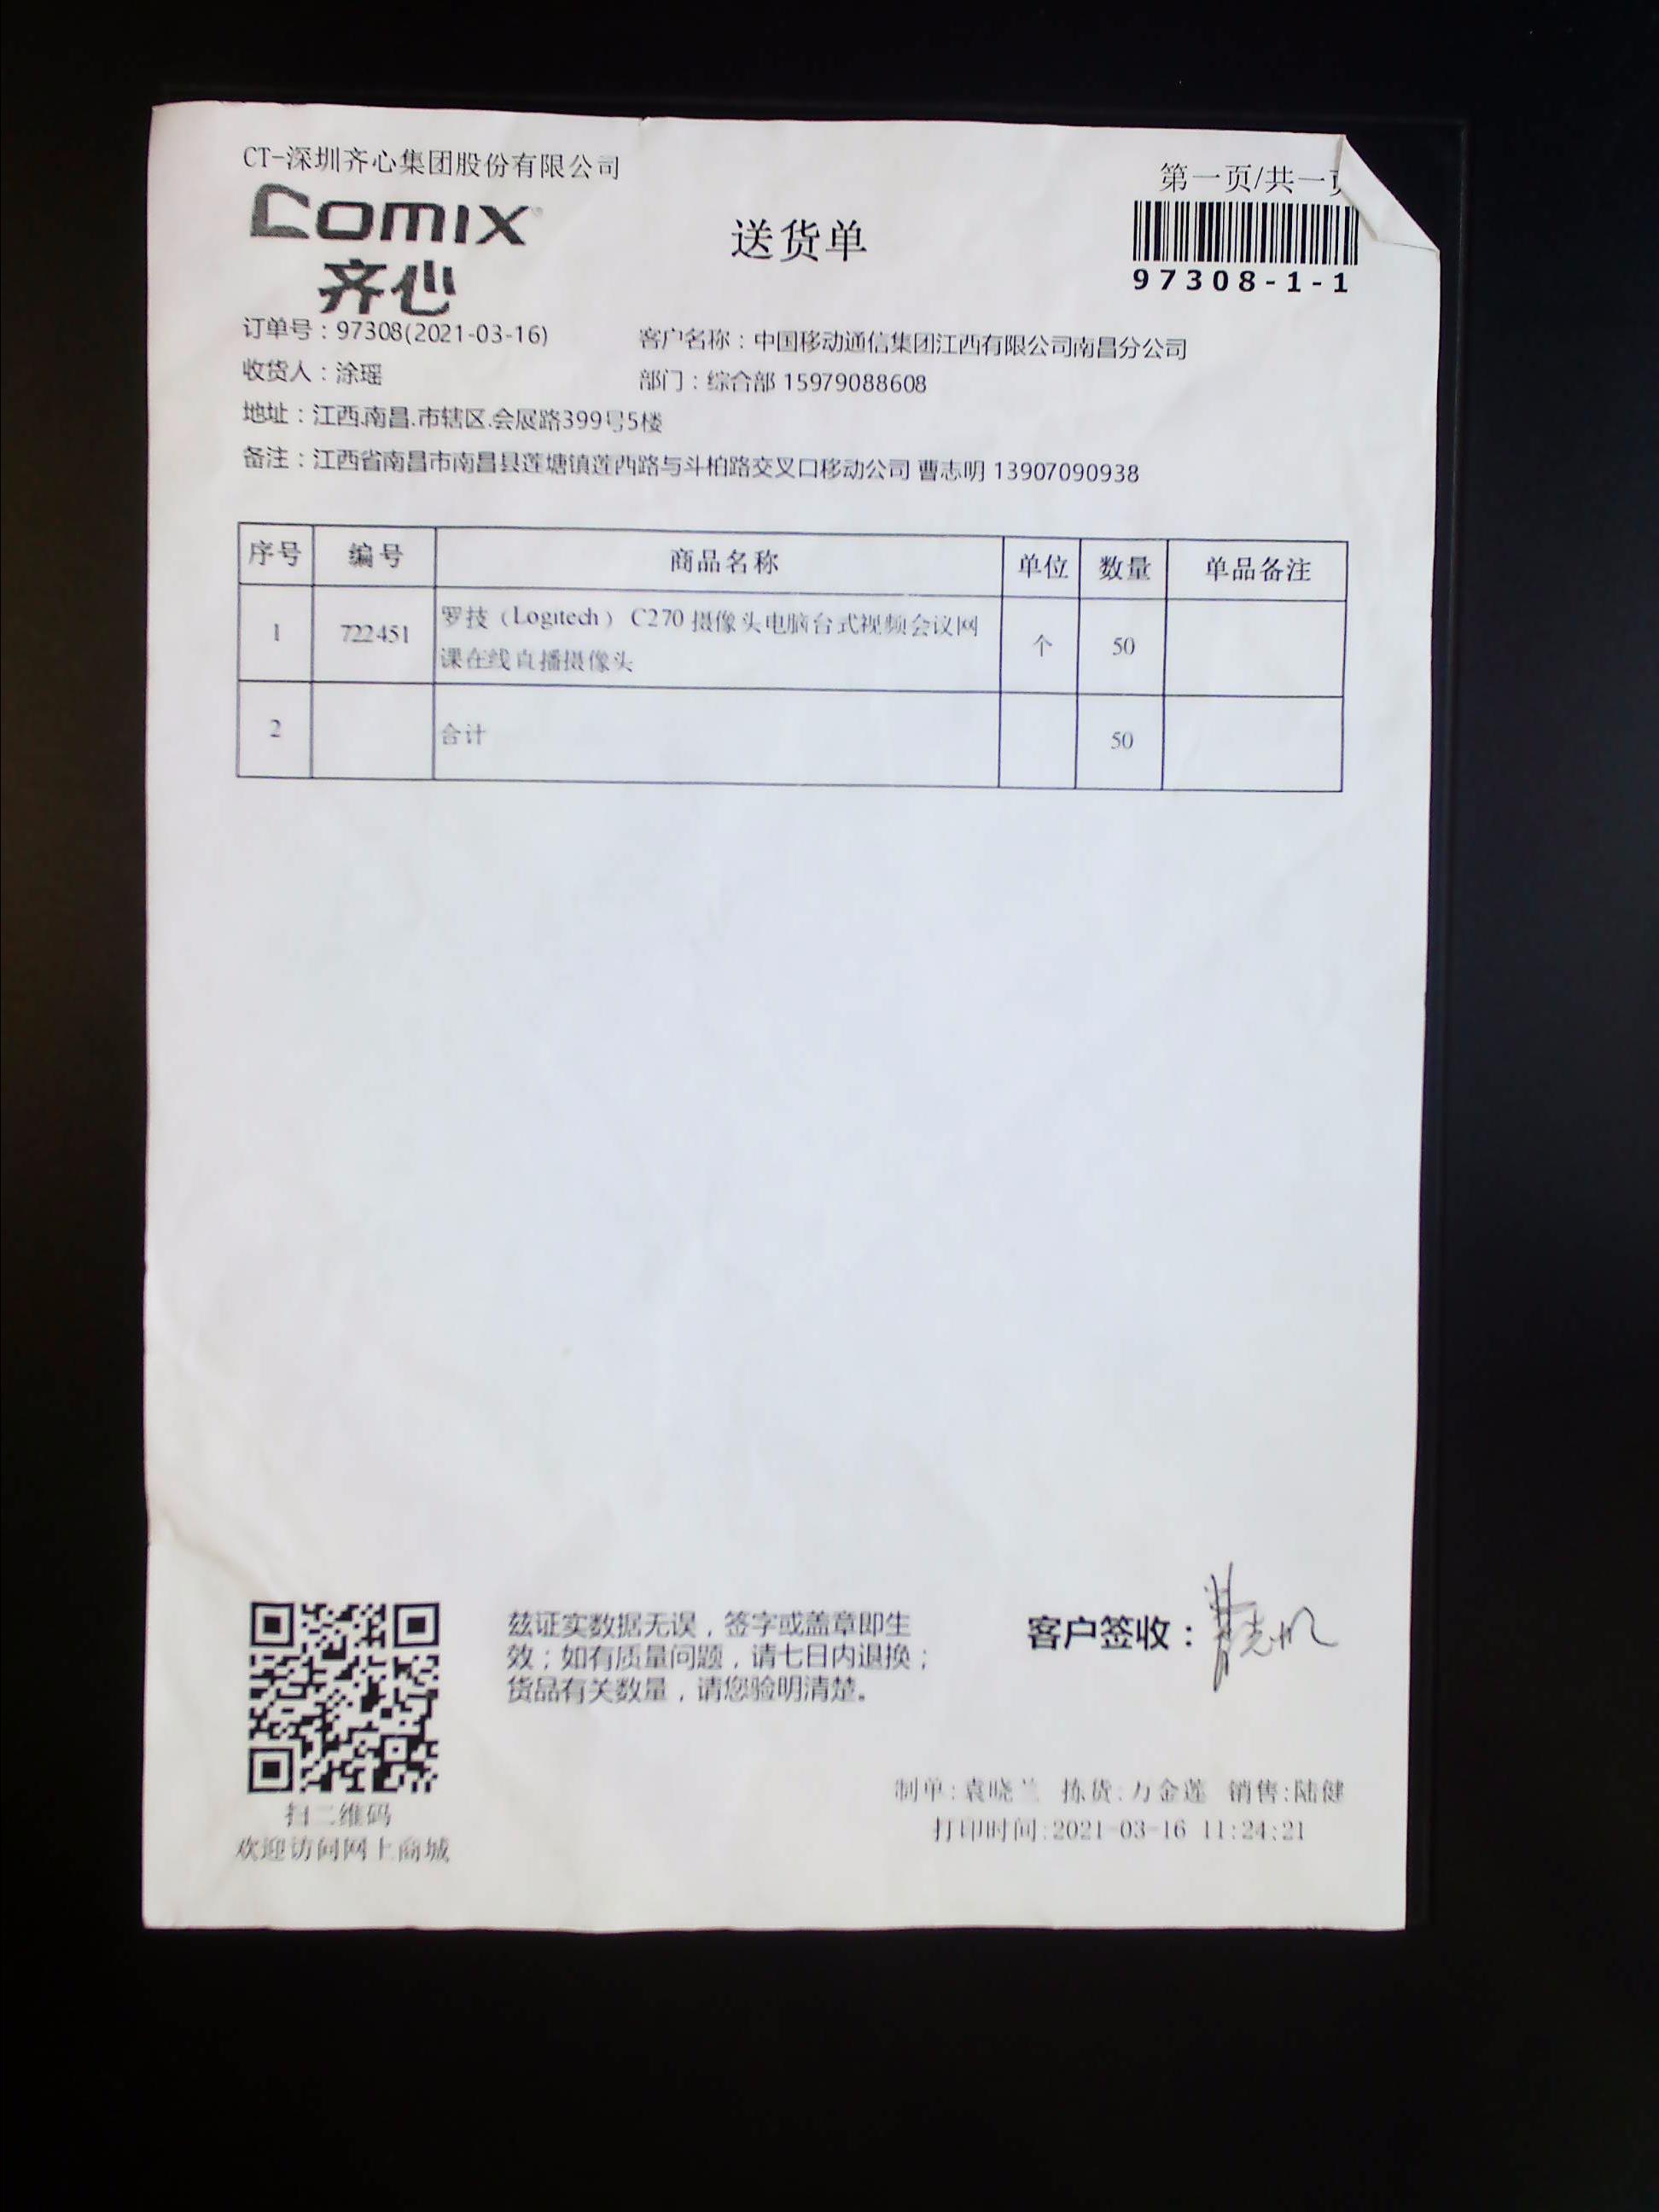 CT-深圳齐心集团股份有限公司
第一页/共一
comix
齐心
送货单
97308-1-1
订单号：97308(2021-03-16)
客户名称：中国移动通信集团江西有限公司南昌分公司
收货人：涂瑶
部门：综合部 15979088608
地址：江西.南昌.市辖区.会展路399号5楼
备注：江西省南昌市南昌县莲塘镇莲西路与斗柏路交叉口移动公司 曹志明 13907090938
序号 编号 商品名称 单位 数量 单品备注
1 722451 罗技（Logitech） C270 摄像头电脑台式视频会议网 个 50
课在线直播摄像头
2 合计 50
兹证实数据无误，签字或盖章即生
效；如有质量问题，请七日内退换；
货品有关数量，请您验明清楚。
客户签收：曹志明
制单:袁晓兰 拣货:万金莲 销售:陆健
打印时间:2021-03-16 11:24:21
扫二维码
欢迎访问网上商城